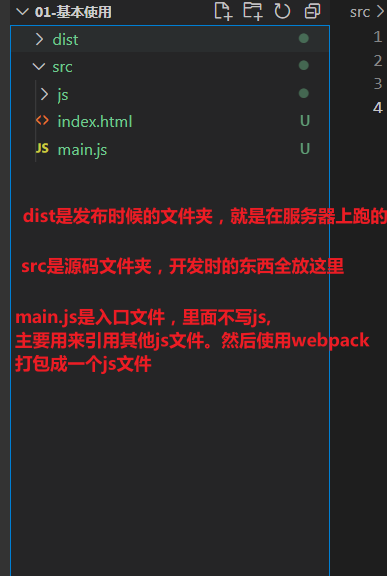 01-基本使用
src >
dist
src
js
index.html U
JS main.js U
1
2
3
4
dist是发布时候的文件夹，就是在服务器上跑的
src是源码文件夹，开发时的东西全放这里
main.js是入口文件，里面不写js,
主要用来引用其他js文件。然后使用webpack
打包成一个js文件